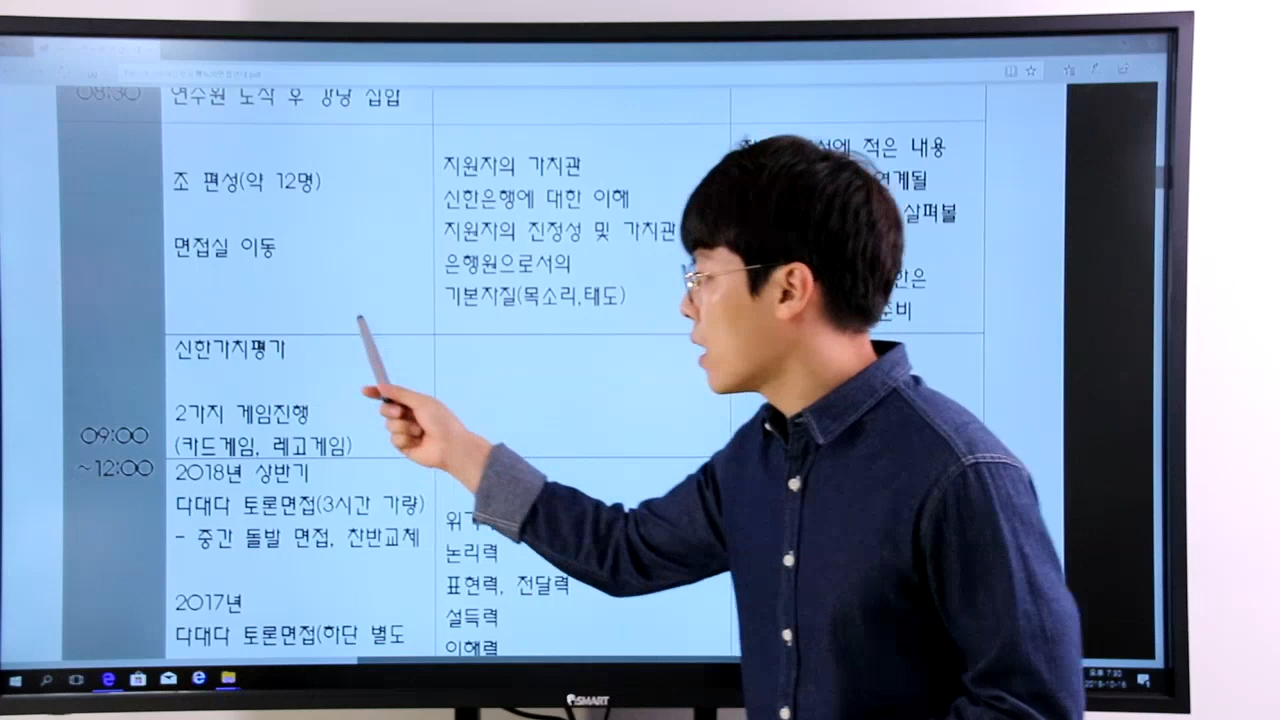 08:30
연수원 도착 후 강당 집합
조 편성(약 12명)
면접실 이동
지원자의 가치관
신한은행에 대한 이해
지원자의 진정성 및 가치관
은행원으로서의
기본자질(목소리,태도)
에 적은 내용
연계될
살펴볼
신한가치평가
2가지 게임진행
(카드게임, 레고게임)
09:00
~12:00
2018년 상반기
다대다 토론면접(3시간 가량)
- 중간 돌발 면접, 찬반교체
2017년
다대다 토론면접(하단 별도
논리력
표현력, 전달력
설득력
이해력
SMART
오후 7:30
2018-10-16